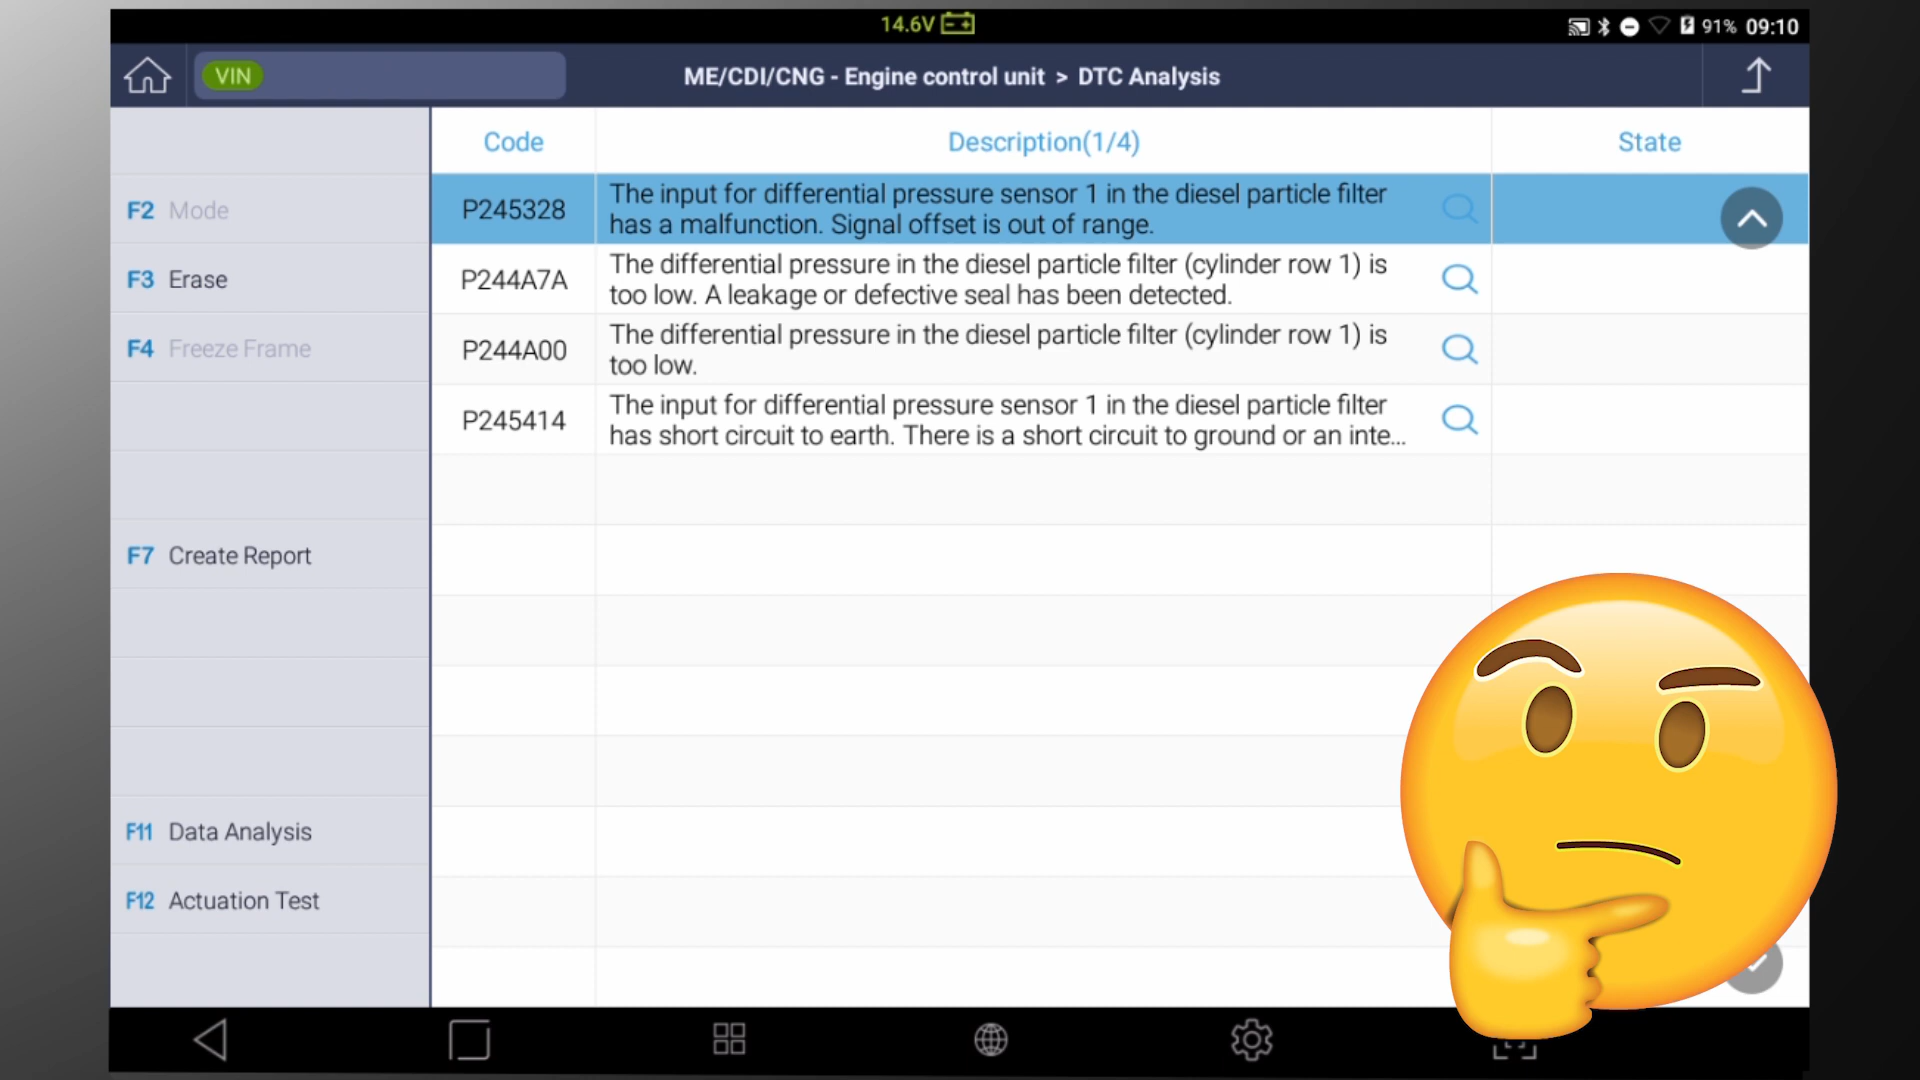 14.6V
91% 09:10
VIN
ME/CDI/CNG - Engine control unit > DTC Analysis
Code Description(1/4) State
F2 Mode
F3 Erase
F4 Freeze Frame
F7 Create Report
F11 Data Analysis
F12 Actuation Test
P245328
The input for differential pressure sensor 1 in the diesel particle filter
has a malfunction. Signal offset is out of range.
P244A7A
The differential pressure in the diesel particle filter (cylinder row 1) is
too low. A leakage or defective seal has been detected.
P244A00
The differential pressure in the diesel particle filter (cylinder row 1) is
too low.
P245414
The input for differential pressure sensor 1 in the diesel particle filter
has short circuit to earth. There is a short circuit to ground or an inte...